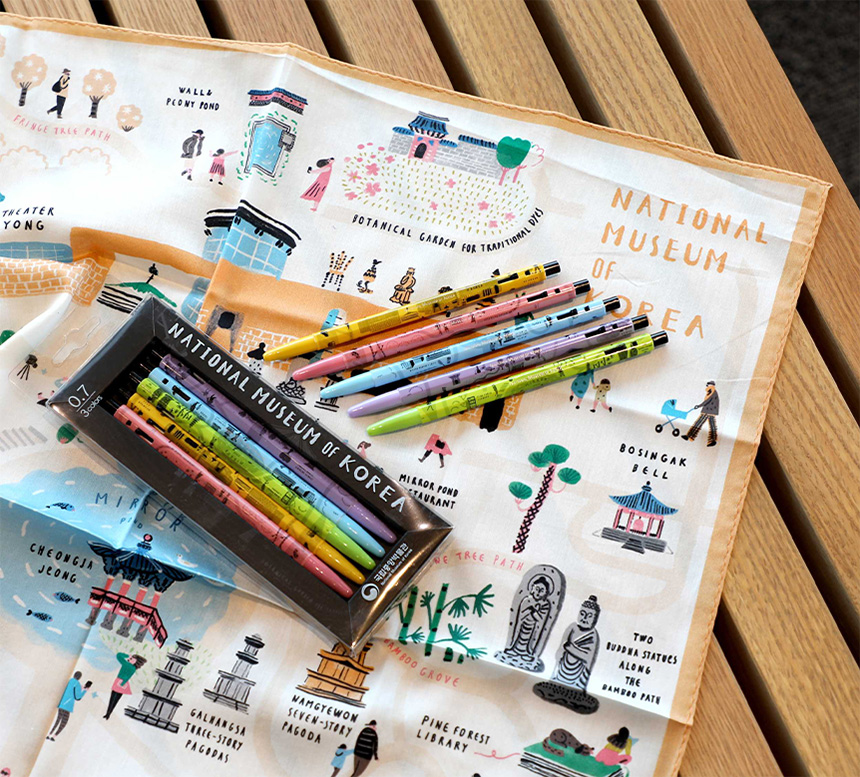 FRINGE TREE PATH
WALL &
PEONY POND
THEATER
YONG
BOTANICAL GARDEN FOR TRADITIONAL DYES
NATIONAL
MUSEUM
OF
KOREA
NATIONAL MUSEUM OF KOREA
0.7
3colors
국립중앙박물관
MIRROR
CHEONGJA
JEONG
MIRROR POND
RESTAURANT
BOSINGAK
BELL
TREE PATH
BAMBOO GROVE
TWO
BUDDHA STATUES
ALONG
THE
BAMBOO PATH
GALHANGSA
THREE-STORY
PAGODAS
NAMGYEWON
SEVEN-STORY
PAGODA
PINE FOREST
LIBRARY